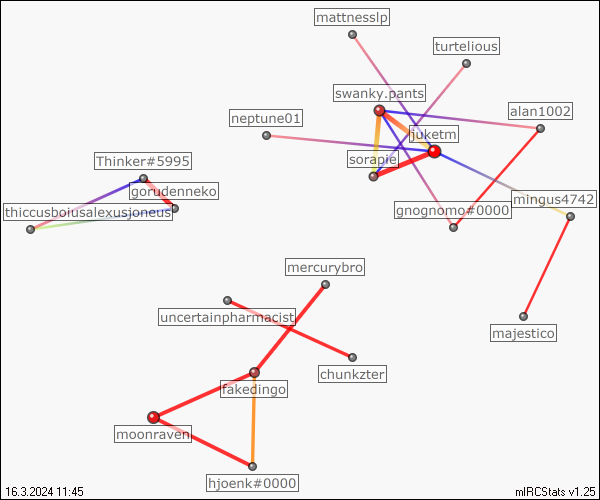 mattnesslp
turtelious
swanky.pants
alan1002
neptune01
juketm
Thinker#5995
sorapie
gorudenneko
mingus4742
thiccusboiusalexusjoneus
gnognomo#0000
mercurybro
uncertainpharmacist
majestico
chunkzter
fakedingo
moonraven
hjoenk#0000
16.3.2024 11:45
mIRCStats v1.25